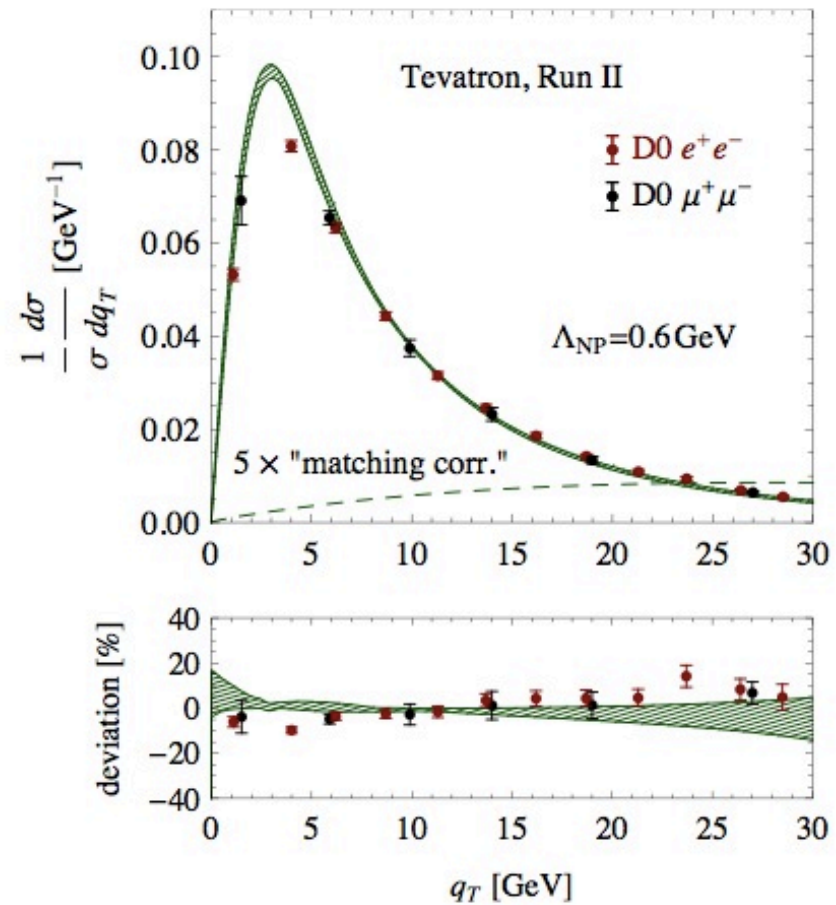 0.10
0.08
0.06
0.04
0.02
0.00
1 dσ
σ dq_T
[GeV⁻¹]
Tevatron, Run II
D0 e⁺e⁻
D0 μ⁺μ⁻
Λ_NP=0.6 GeV
5 × "matching corr."
0 5 10 15 20 25 30
deviation [%]
40
20
0
−20
−40
0 5 10 15 20 25 30
q_T [GeV]